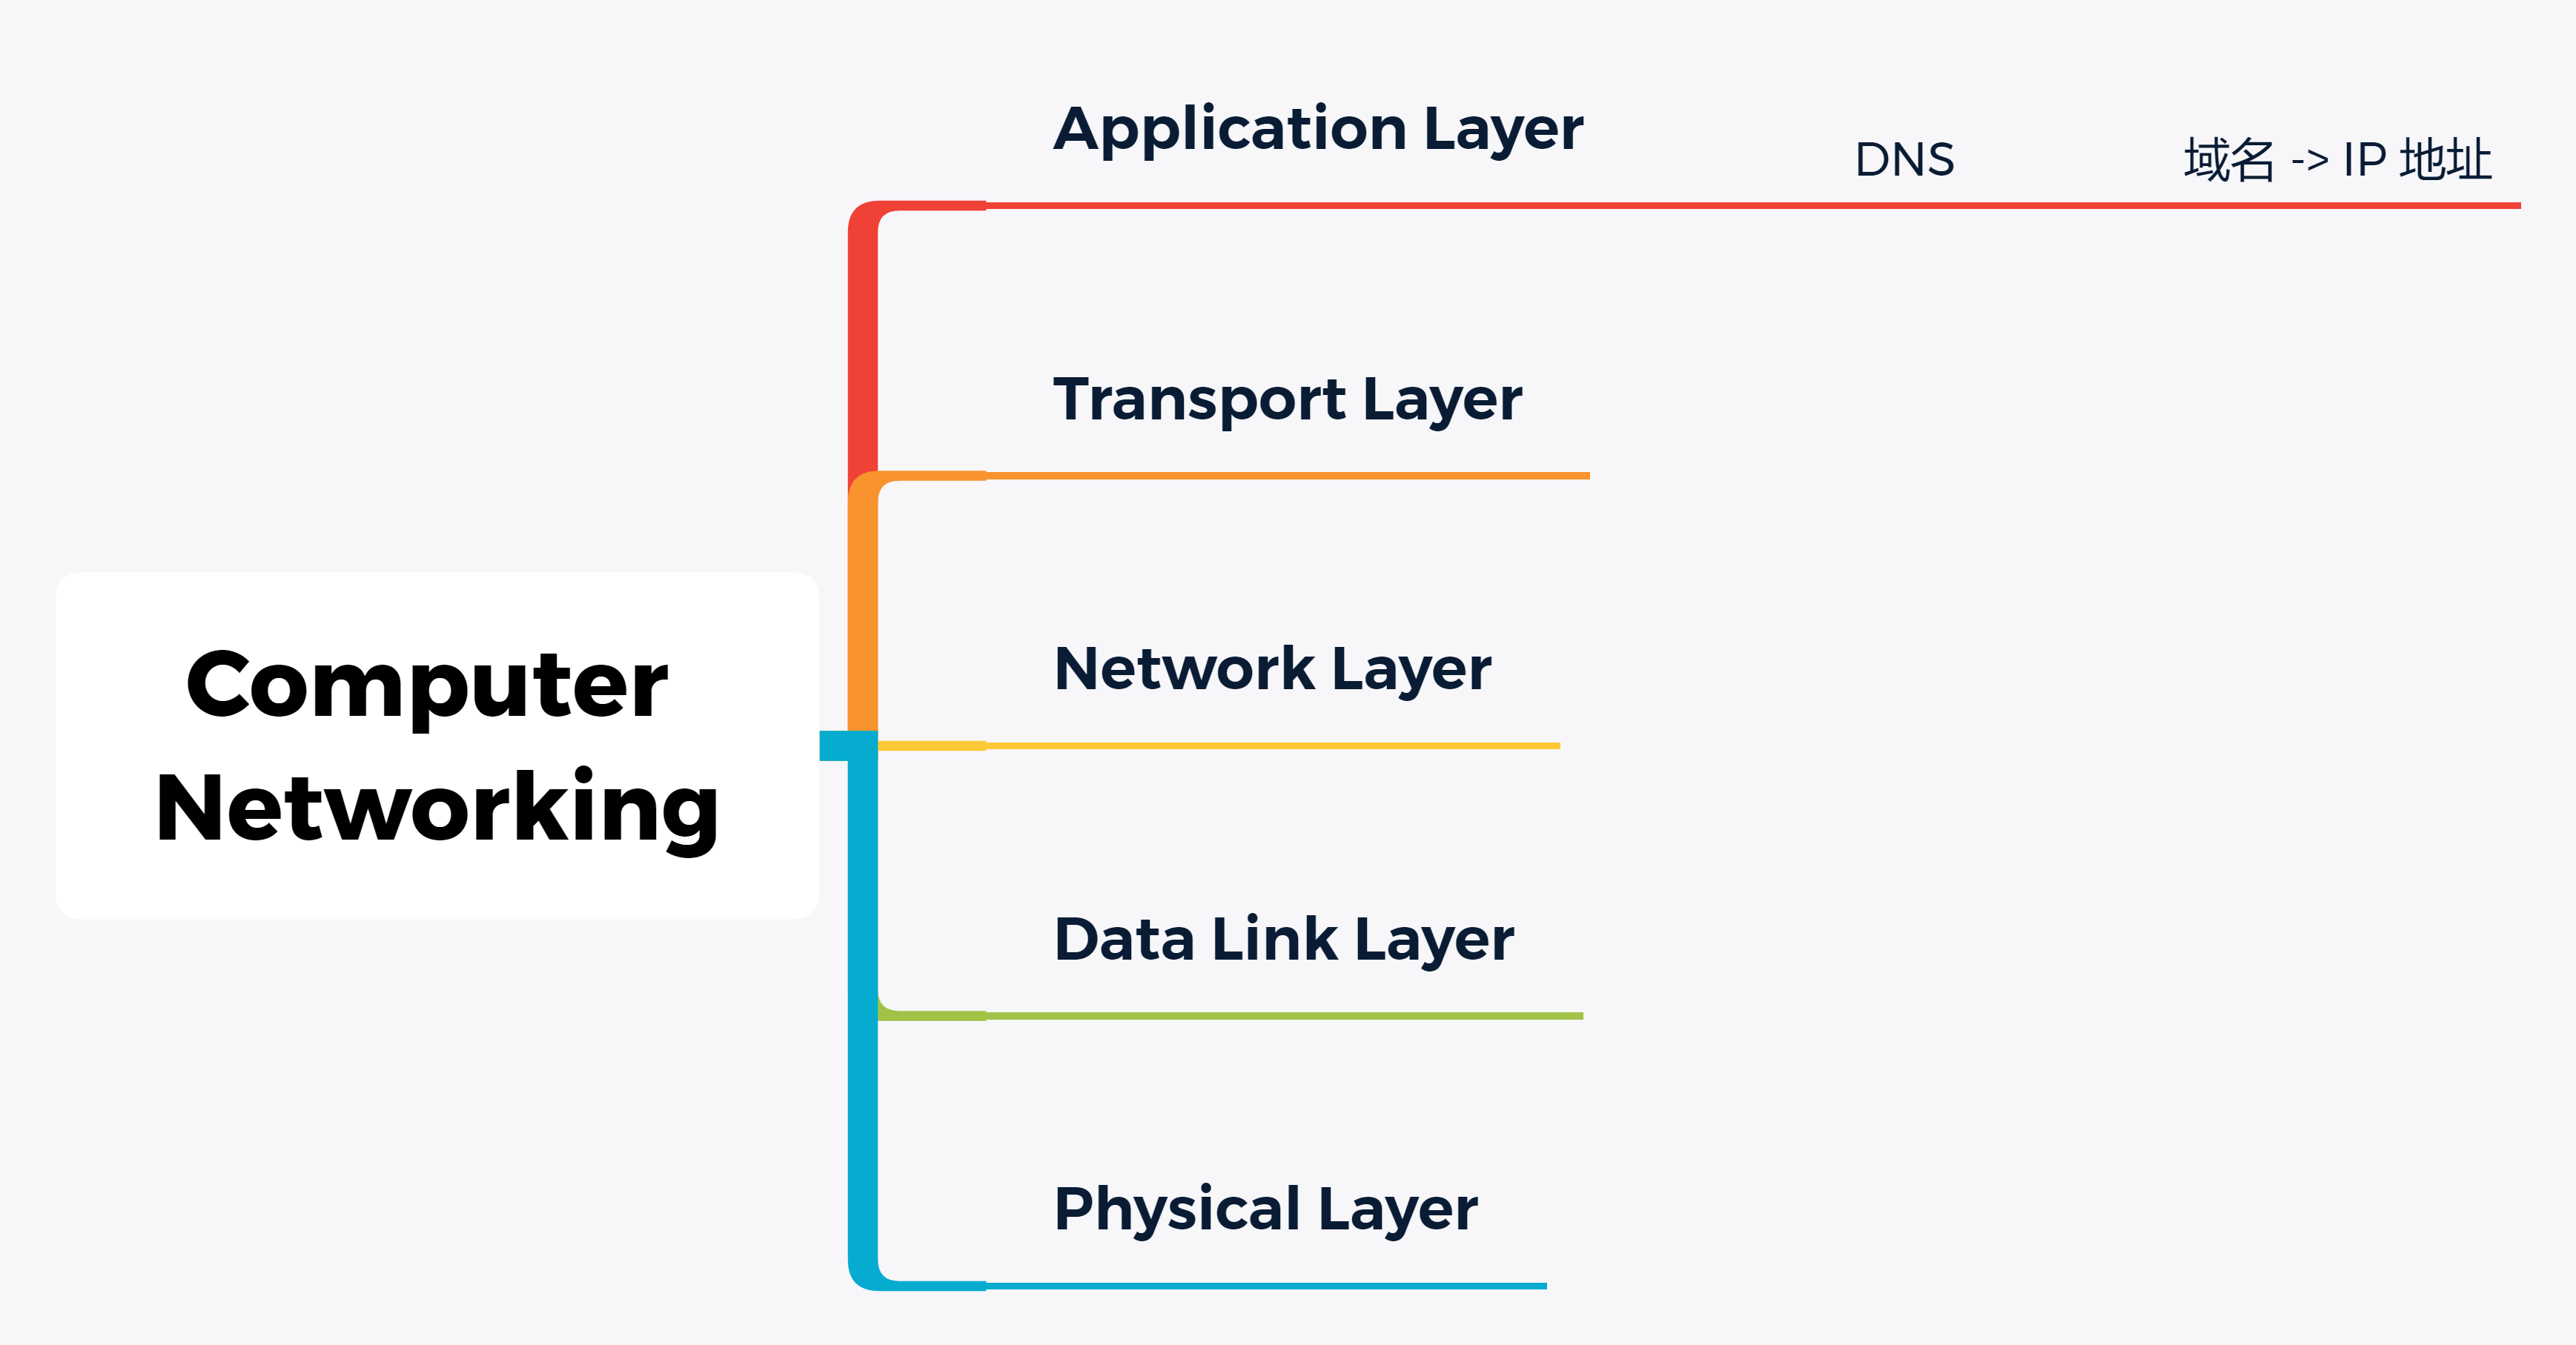 Computer
Networking
Application Layer
DNS
域名 -> IP 地址
Transport Layer
Network Layer
Data Link Layer
Physical Layer